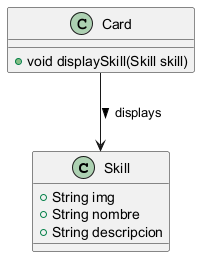 C Card
void displaySkill(Skill skill)
displays
C Skill
String img
String nombre
String descripcion